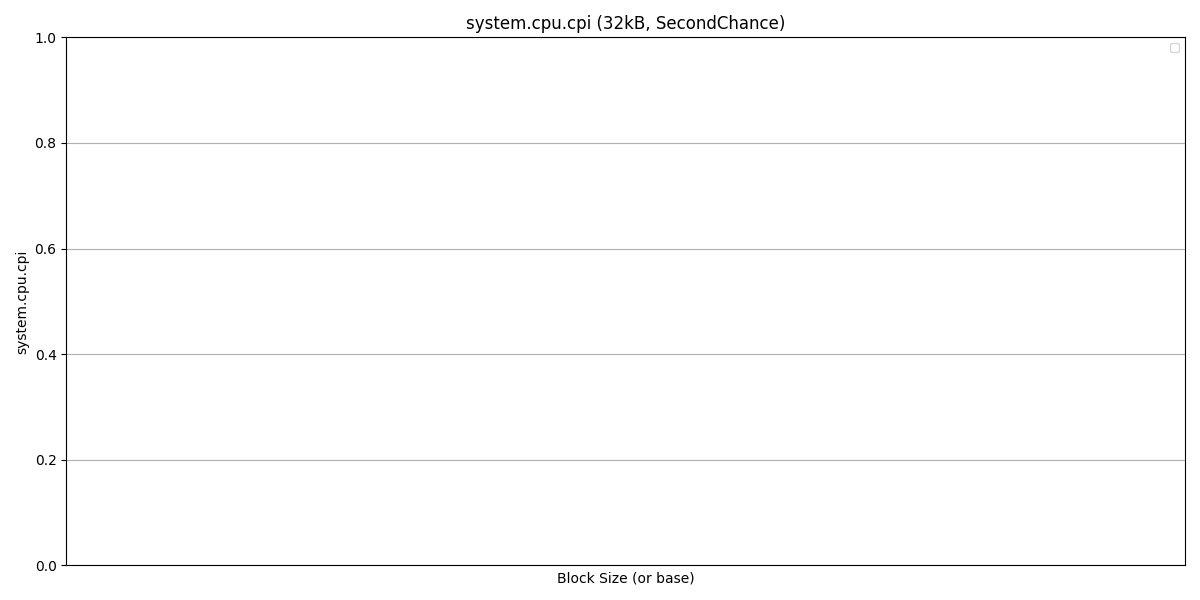 system.cpu.cpi (32kB, SecondChance)
1.0
0.8
0.6
0.4
0.2
0.0
system.cpu.cpi
Block Size (or base)